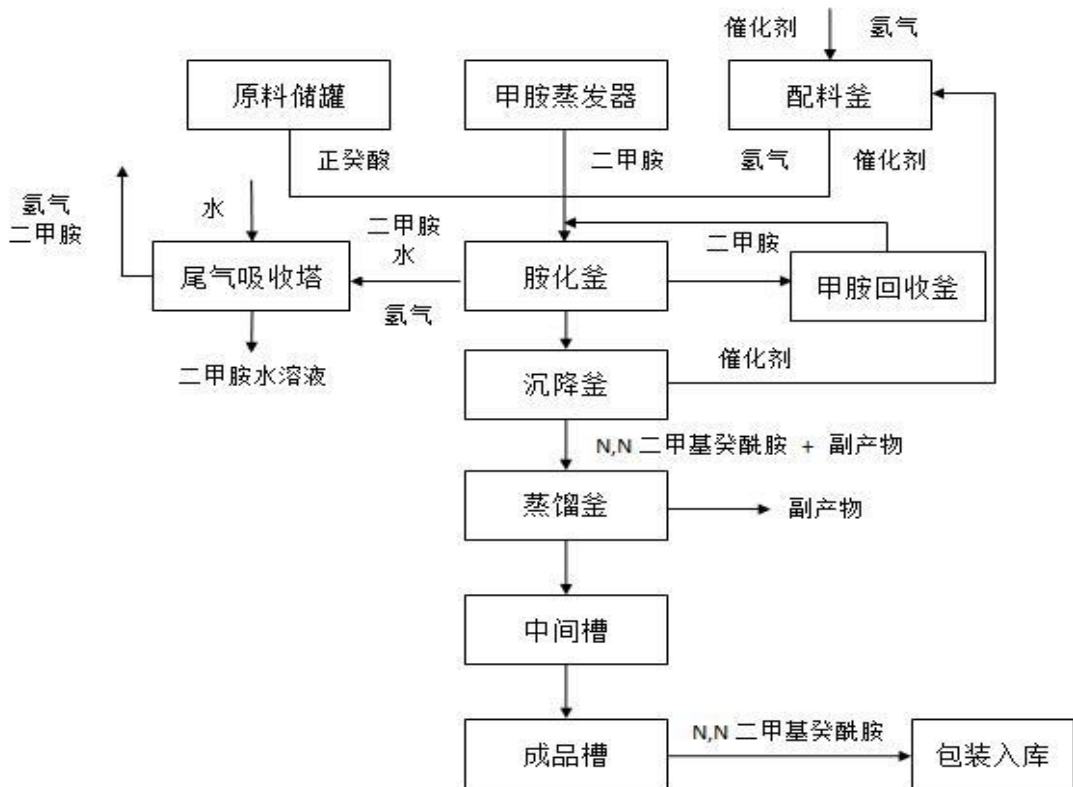 催化剂 氢气
原料储罐
甲胺蒸发器
配料釜
正癸酸
二甲胺
氢气
催化剂
氢气
二甲胺
水
二甲胺
水
二甲胺
尾气吸收塔
胺化釜
甲胺回收釜
氢气
二甲胺水溶液
沉降釜
催化剂
N,N 二甲基癸酰胺 + 副产物
蒸馏釜
副产物
中间槽
成品槽
N,N 二甲基癸酰胺
包装入库